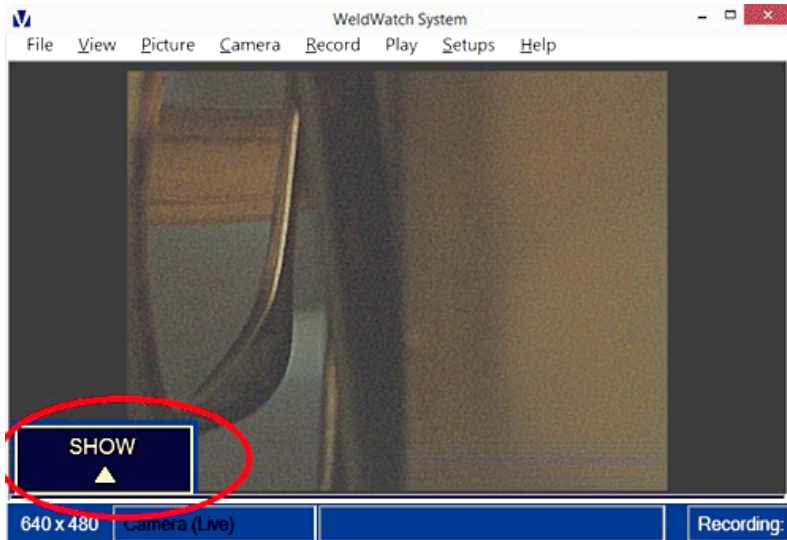 WeldWatch System
File View Picture Camera Record Play Setups Help
SHOW
640 x 480 Camera (Live) Recording: